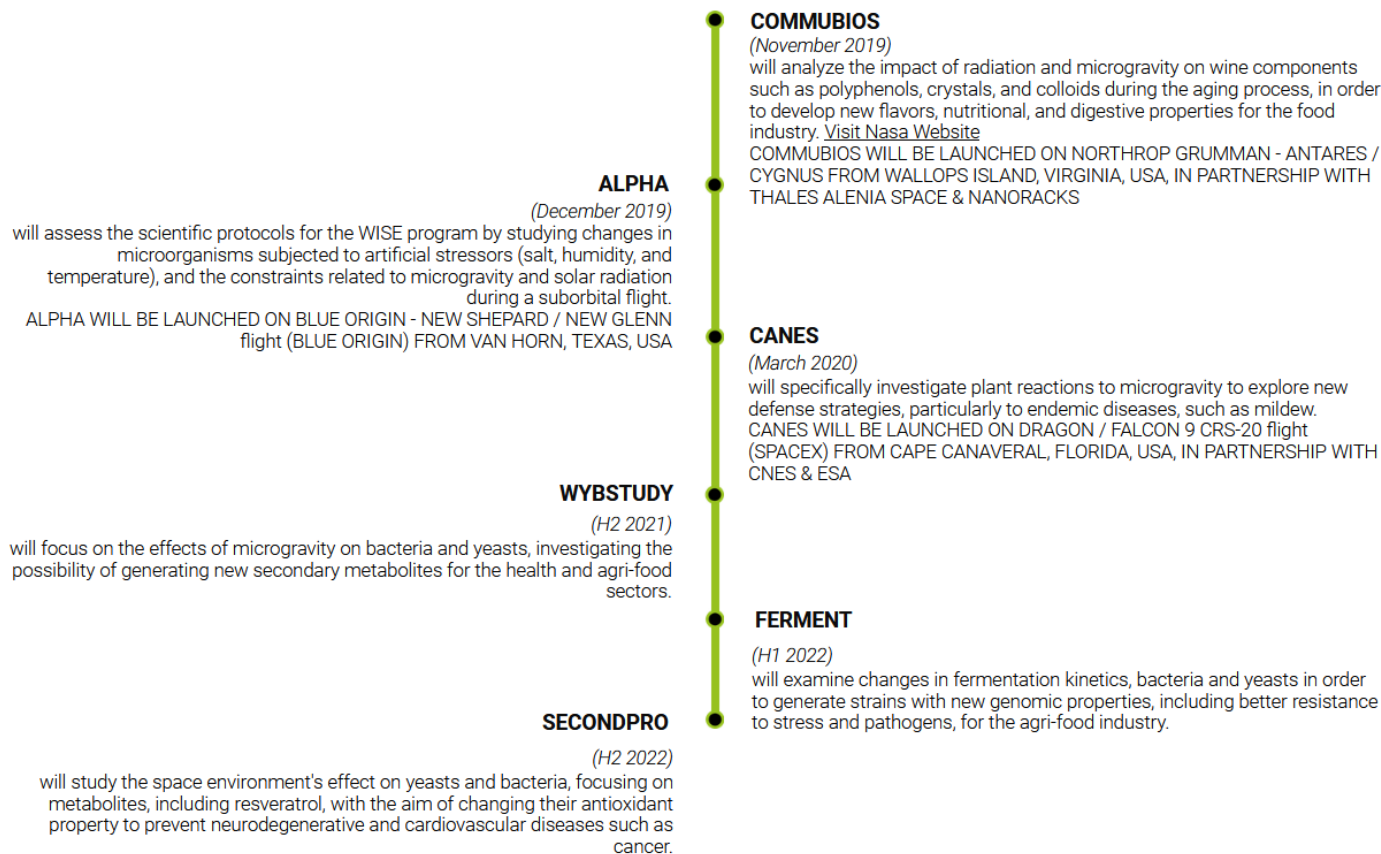 COMMUBIOS
(November 2019)
will analyze the impact of radiation and microgravity on wine components
such as polyphenols, crystals, and colloids during the aging process, in order
to develop new flavors, nutritional, and digestive properties for the food
industry. Visit Nasa Website
COMMUBIOS WILL BE LAUNCHED ON NORTHROP GRUMMAN - ANTARES /
CYGNUS FROM WALLOPS ISLAND, VIRGINIA, USA, IN PARTNERSHIP WITH
THALES ALENIA SPACE & NANORACKS
ALPHA
(December 2019)
will assess the scientific protocols for the WISE program by studying changes in
microorganisms subjected to artificial stressors (salt, humidity, and
temperature), and the constraints related to microgravity and solar radiation
during a suborbital flight.
ALPHA WILL BE LAUNCHED ON BLUE ORIGIN - NEW SHEPARD / NEW GLENN
flight (BLUE ORIGIN) FROM VAN HORN, TEXAS, USA
CANES
(March 2020)
will specifically investigate plant reactions to microgravity to explore new
defense strategies, particularly to endemic diseases, such as mildew.
CANES WILL BE LAUNCHED ON DRAGON / FALCON 9 CRS-20 flight
(SPACEX) FROM CAPE CANAVERAL, FLORIDA, USA, IN PARTNERSHIP WITH
CNES & ESA
WYBSTUDY
(H2 2021)
will focus on the effects of microgravity on bacteria and yeasts, investigating the
possibility of generating new secondary metabolites for the health and agri-food
sectors.
FERMENT
(H1 2022)
will examine changes in fermentation kinetics, bacteria and yeasts in order
to generate strains with new genomic properties, including better resistance
to stress and pathogens, for the agri-food industry.
SECONDPRO
(H2 2022)
will study the space environment's effect on yeasts and bacteria, focusing on
metabolites, including resveratrol, with the aim of changing their antioxidant
property to prevent neurodegenerative and cardiovascular diseases such as
cancer.